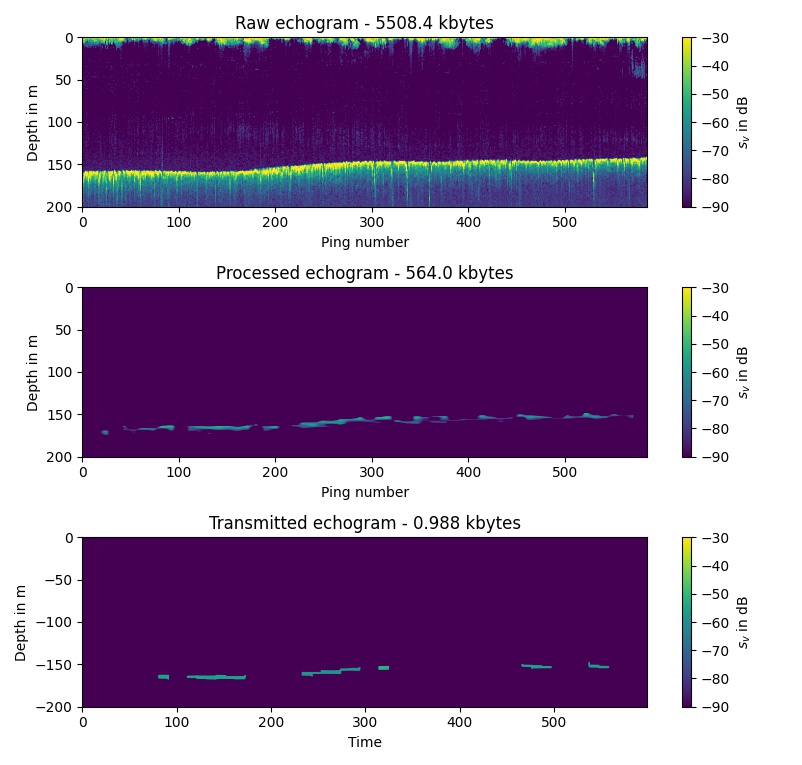 Raw echogram - 5508.4 kbytes
0
50
100
150
200
Depth in m
0 100 200 300 400 500
Ping number
−30
−40
−50
−60
−70
−80
−90
sv in dB
Processed echogram - 564.0 kbytes
0
50
100
150
200
Depth in m
0 100 200 300 400 500
Ping number
−30
−40
−50
−60
−70
−80
−90
sv in dB
Transmitted echogram - 0.988 kbytes
0
−50
−100
−150
−200
Depth in m
0 100 200 300 400 500
Time
−30
−40
−50
−60
−70
−80
−90
sv in dB